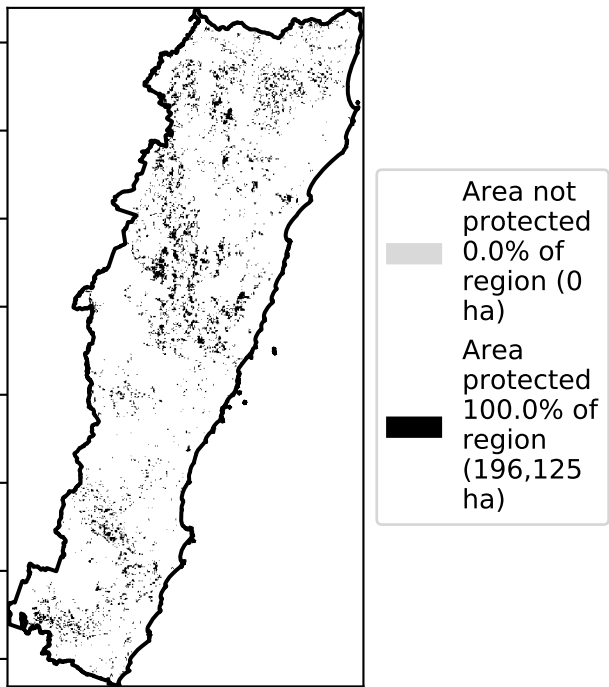 Area not
protected
0.0% of
region (0
ha)
Area
protected
100.0% of
region
(196,125
ha)